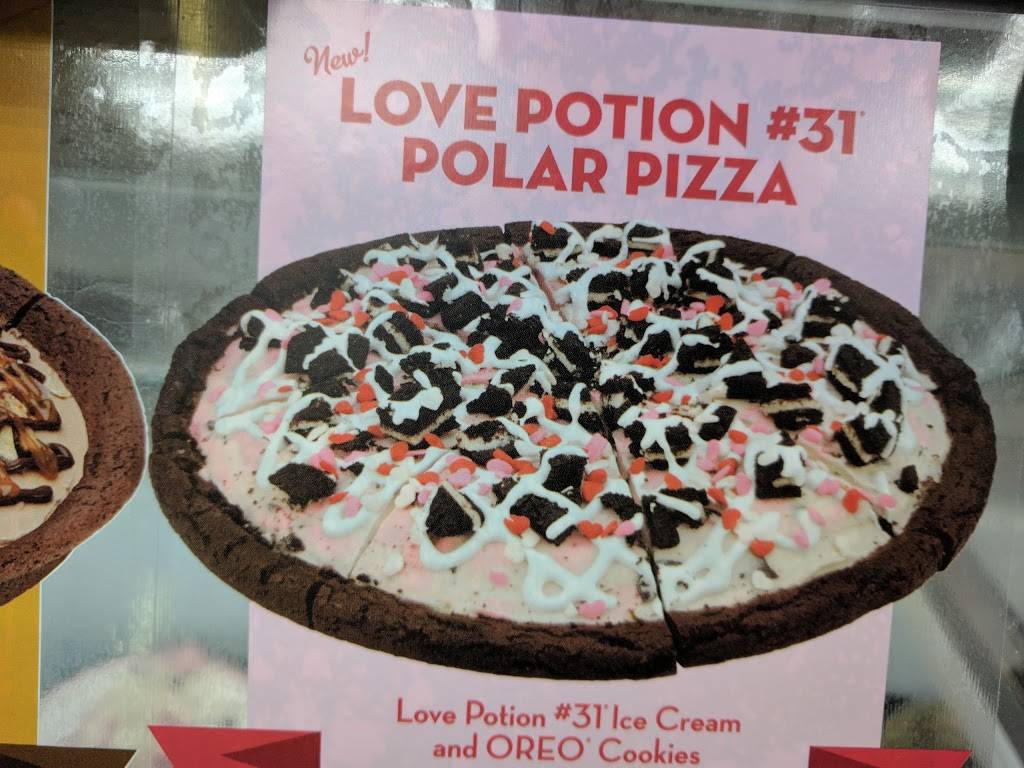 New!
LOVE POTION #31®
POLAR PIZZA
Love Potion #31® Ice Cream
and OREO® Cookies